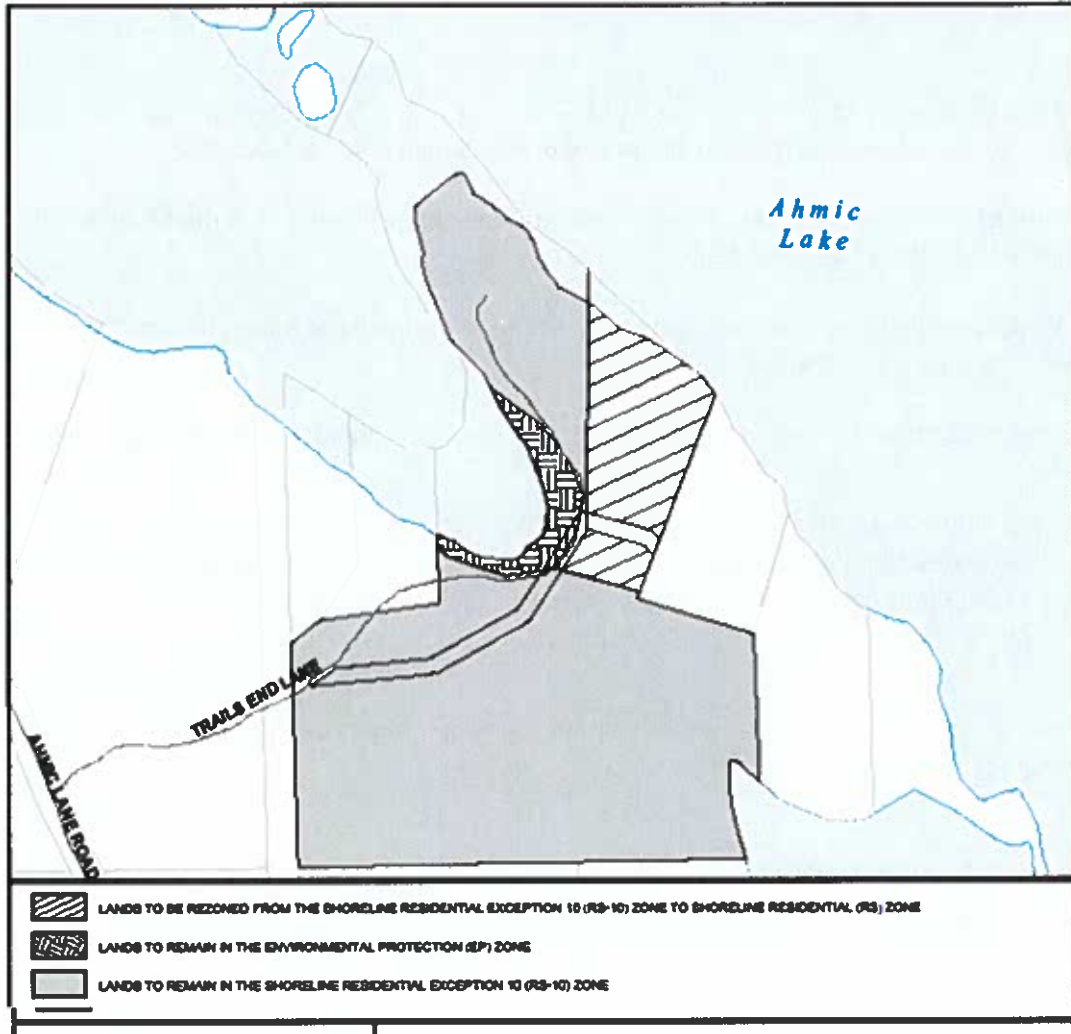 Ahmic
Lake
TRAILS END LANE
AHMIC LANE ROAD
LANDS TO BE REZONED FROM THE SHORELINE RESIDENTIAL EXCEPTION 10 (RS-10) ZONE TO SHORELINE RESIDENTIAL (RS) ZONE
LANDS TO REMAIN IN THE ENVIRONMENTAL PROTECTION (EP) ZONE
LANDS TO REMAIN IN THE SHORELINE RESIDENTIAL EXCEPTION 10 (RS-10) ZONE